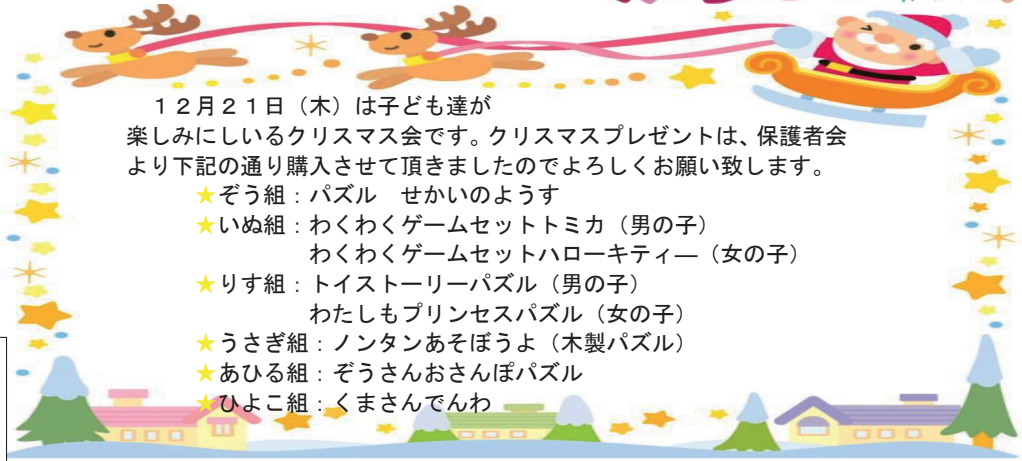 １２月２１日（木）は子ども達が
楽しみにしいるクリスマス会です。クリスマスプレゼントは、保護者会
より下記の通り購入させて頂きましたのでよろしくお願い致します。
★ぞう組：パズル　せかいのようす
★いぬ組：わくわくゲームセットトミカ（男の子）
わくわくゲームセットハローキティ―（女の子）
★りす組：トイストーリーパズル（男の子）
わたしもプリンセスパズル（女の子）
★うさぎ組：ノンタンあそぼうよ（木製パズル）
★あひる組：ぞうさんおさんぽパズル
★ひよこ組：くまさんでんわ